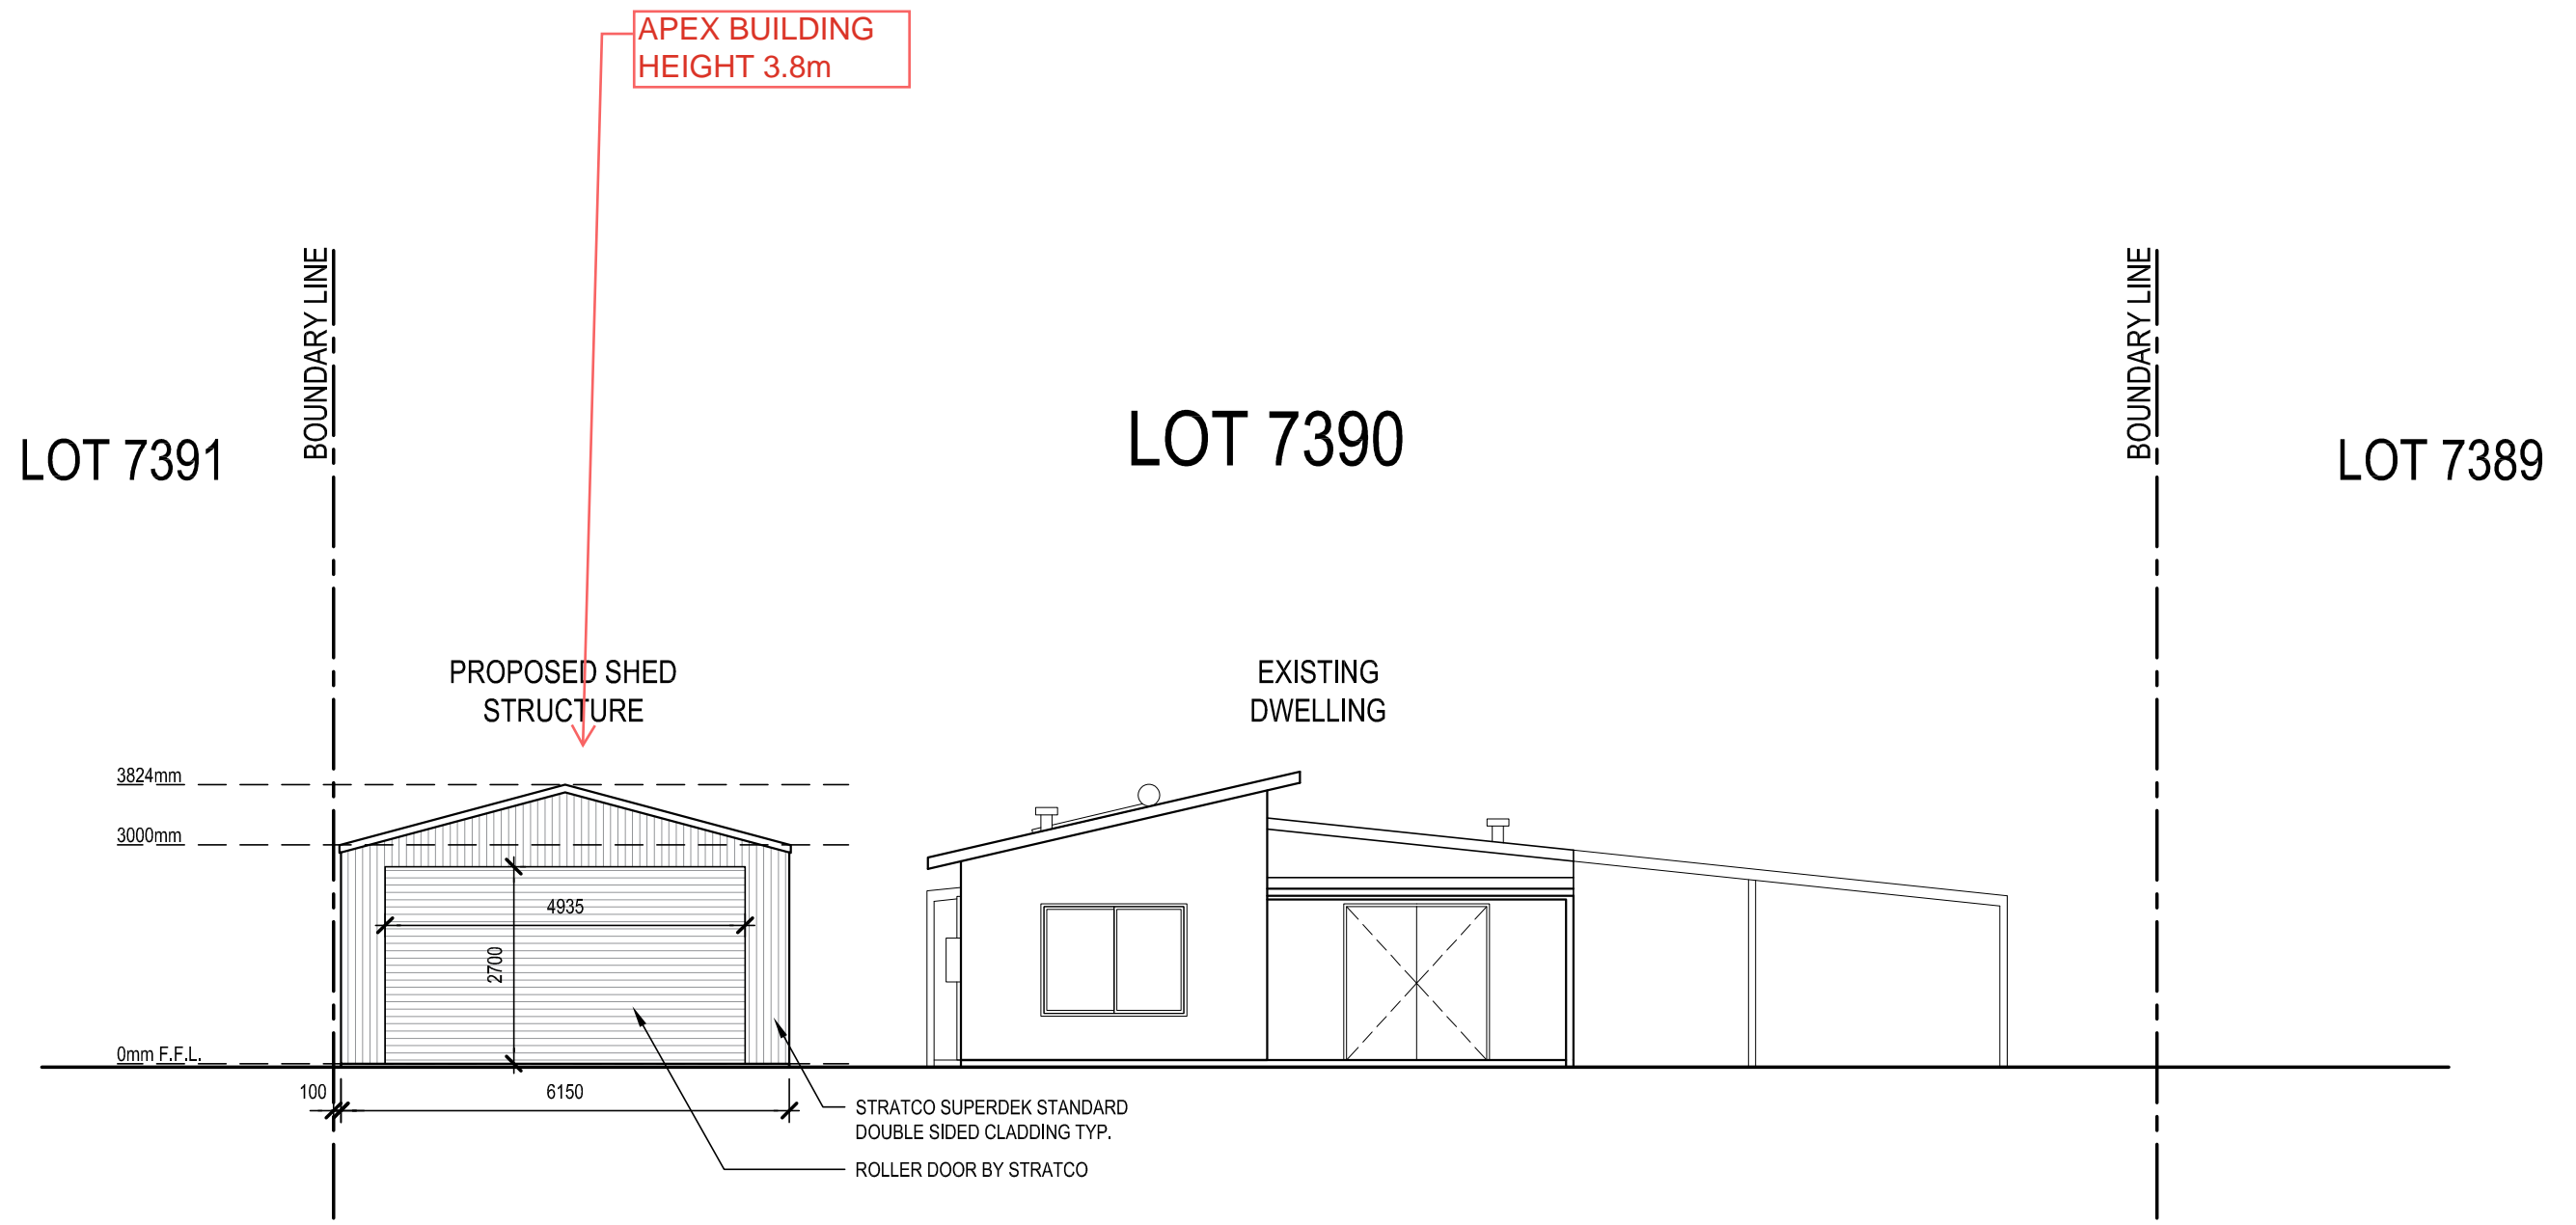 APEX BUILDING
HEIGHT 3.8m
BOUNDARY LINE
BOUNDARY LINE
LOT 7391
LOT 7390
LOT 7389
PROPOSED SHED
STRUCTURE
EXISTING
DWELLING
3824mm
3000mm
4935
2700
0mm F.F.L.
100
6150
STRATCO SUPERDEK STANDARD
DOUBLE SIDED CLADDING TYP.
ROLLER DOOR BY STRATCO